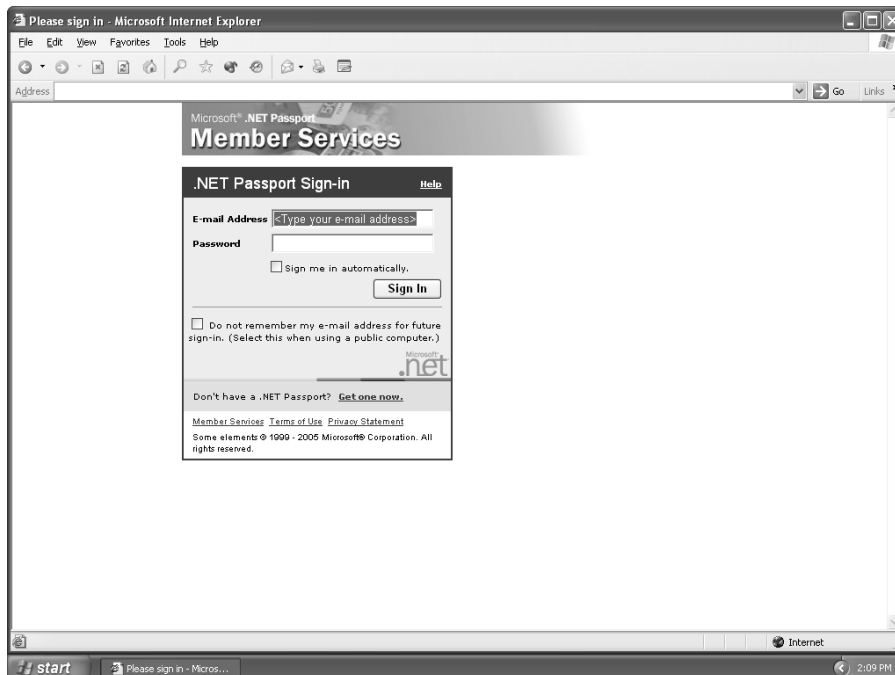 Please sign in - Microsoft Internet Explorer
File Edit View Favorites Tools Help
Address Go Links
Microsoft® .NET Passport
Member Services
.NET Passport Sign-in Help
E-mail Address <Type your e-mail address>
Password
Sign me in automatically.
Sign In
Do not remember my e-mail address for future
sign-in. (Select this when using a public computer.)
Microsoft
.net
Don't have a .NET Passport? Get one now.
Member Services Terms of Use Privacy Statement
Some elements © 1999 - 2005 Microsoft® Corporation. All
rights reserved.
Internet
start Please sign in - Micros... 2:09 PM